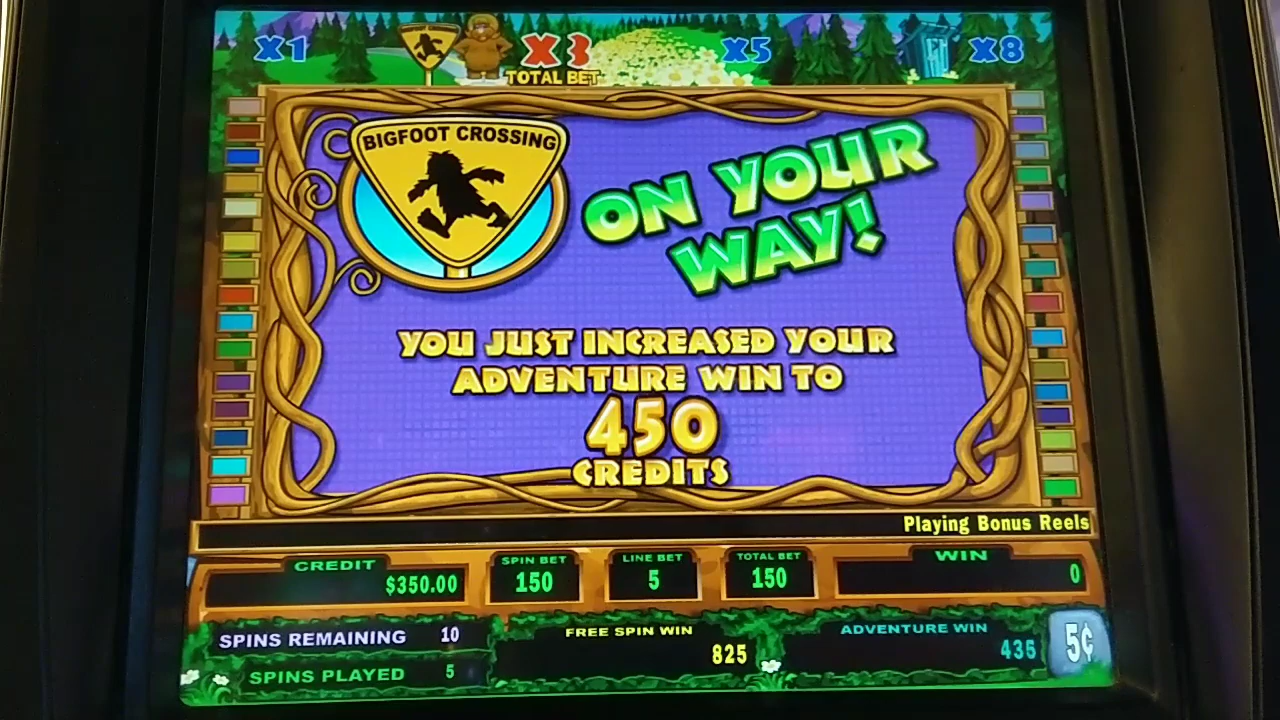 X1 X3 X5 X8
TOTAL BET
BIGFOOT CROSSING
ON YOUR
WAY!
YOU JUST INCREASED YOUR
ADVENTURE WIN TO
450
CREDITS
Playing Bonus Reels
CREDIT
$350.00
SPIN BET
150
LINE BET
5
TOTAL BET
150
WIN
0
SPINS REMAINING 10
SPINS PLAYED 5
FREE SPIN WIN
825
ADVENTURE WIN
435
5¢